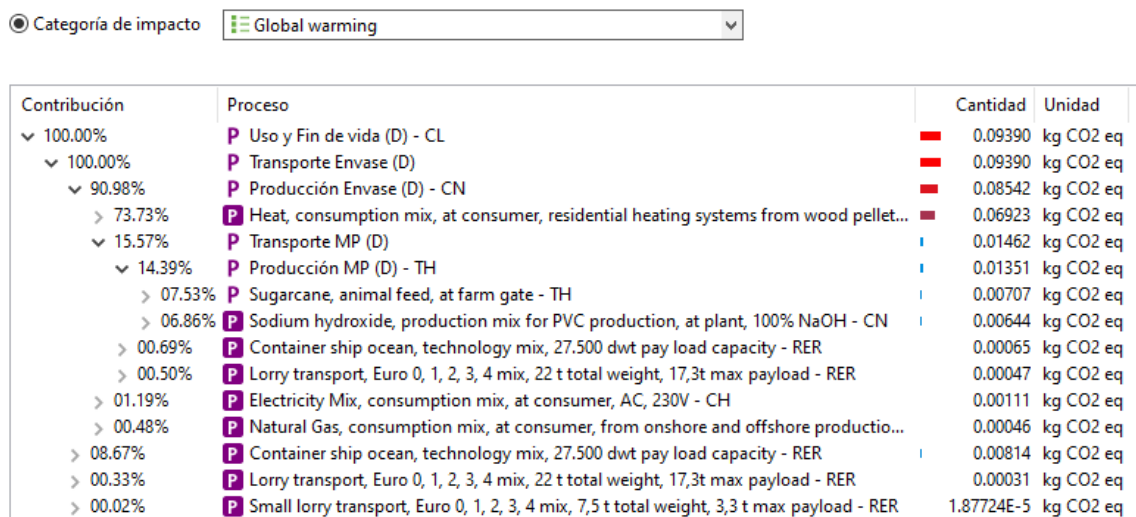 Categoría de impacto Global warming
Contribución Proceso Cantidad Unidad
100.00% P Uso y Fin de vida (D) - CL 0.09390 kg CO2 eq
100.00% P Transporte Envase (D) 0.09390 kg CO2 eq
90.98% P Producción Envase (D) - CN 0.08542 kg CO2 eq
73.73% P Heat, consumption mix, at consumer, residential heating systems from wood pellet... 0.06923 kg CO2 eq
15.57% P Transporte MP (D) 0.01462 kg CO2 eq
14.39% P Producción MP (D) - TH 0.01351 kg CO2 eq
07.53% P Sugarcane, animal feed, at farm gate - TH 0.00707 kg CO2 eq
06.86% P Sodium hydroxide, production mix for PVC production, at plant, 100% NaOH - CN 0.00644 kg CO2 eq
00.69% P Container ship ocean, technology mix, 27.500 dwt pay load capacity - RER 0.00065 kg CO2 eq
00.50% P Lorry transport, Euro 0, 1, 2, 3, 4 mix, 22 t total weight, 17,3t max payload - RER 0.00047 kg CO2 eq
01.19% P Electricity Mix, consumption mix, at consumer, AC, 230V - CH 0.00111 kg CO2 eq
00.48% P Natural Gas, consumption mix, at consumer, from onshore and offshore productio... 0.00046 kg CO2 eq
08.67% P Container ship ocean, technology mix, 27.500 dwt pay load capacity - RER 0.00814 kg CO2 eq
00.33% P Lorry transport, Euro 0, 1, 2, 3, 4 mix, 22 t total weight, 17,3t max payload - RER 0.00031 kg CO2 eq
00.02% P Small lorry transport, Euro 0, 1, 2, 3, 4 mix, 7,5 t total weight, 3,3 t max payload - RER 1.87724E-5 kg CO2 eq